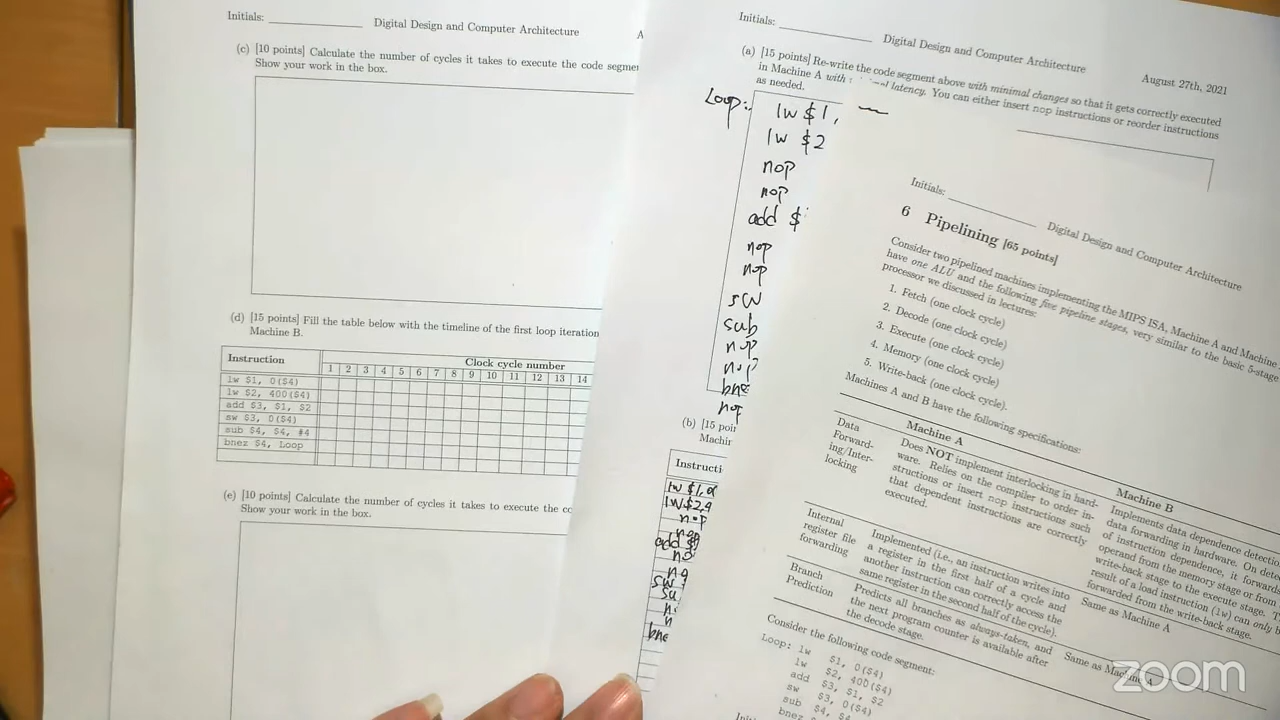 Initials:
Digital Design and Computer Architecture
(c) [10 points] Calculate the number of cycles it takes to execute the code
Show your work in the box.
(d) [15 points] Fill the table below with the timeline of the first loop iteration
Machine B.
Instruction
Clock cycle number
1 2 3 4 5 6 7 8 9 10 11 12 13 14
lw $1, 0($4)
lw $2, 400($4)
add $3, $1, $2
sw $3, 0($4)
sub $4, $4, #4
bnez $4, Loop
(e) [10 points] Calculate the number of cycles it takes to execute the
Show your work in the box.
Initials:
Digital Design and Computer Architecture
August 27th, 2021
(a) [15 points] Re-write the code segment above with minimal changes so that it gets correctly executed
in Machine A with latency. You can either insert nop instructions or reorder instructions
as needed.
Loop:
lw $1,
lw $2
nop
nop
add $
nop
nop
sw
sub
nop
nop
bne
nop
(b) [15
Machin
Instructi
lw $1,
lw $2,
nop
add $
sw
bne
Initials:
Digital Design and Computer Architecture
6 Pipelining [65 points]
Consider two pipelined machines implementing the MIPS ISA, Machine A and Machine
have one ALU and the following five pipeline stages, very similar to the basic 5-stage
processor we discussed in lectures:
1. Fetch (one clock cycle)
2. Decode (one clock cycle)
3. Execute (one clock cycle)
4. Memory (one clock cycle)
5. Write-back (one clock cycle).
Machines A and B have the following specifications:
Machine A
Machine B
Data
Forward-
ing/Inter-
locking
Does NOT implement interlocking in hard-
ware. Relies on the compiler to order in-
structions or insert nop instructions such
that dependent instructions are correctly
executed.
Implements data dependence detection
data forwarding in hardware. On
of instruction dependence, it forwards
operand from the memory stage or from
write-back stage to the execute stage.
result of a load instruction (lw) can only
forwarded from the write-back stage.
Internal
register file
forwarding
Implemented (i.e., an instruction writes into
a register in the first half of a cycle and
another instruction can correctly access the
same register in the second half of the cycle).
Same as Machine A
Branch
Prediction
Predicts all branches as always-taken, and
the next program counter is available after
the decode stage.
Same as Machine A
Consider the following code segment:
Loop: lw $1, 0($4)
lw $2, 400($4)
add $3, $1, $2
sw $3, 0($4)
sub $4, $4
bnez $4
zoom